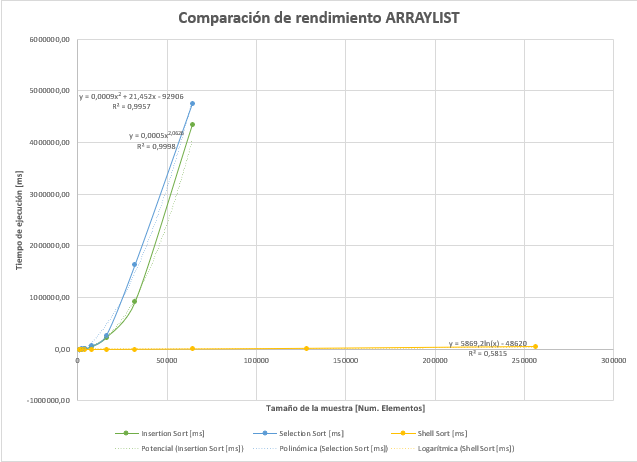 Comparación de rendimiento ARRAYLIST
6000000,00
5000000,00
4000000,00
3000000,00
2000000,00
1000000,00
0,00
-1000000,00
Tiempo de ejecución [ms]
y = 0,0009x² + 21,452x - 92906
R² = 0,9957
y = 0,0005x
R² = 0,9998
y = 5869,2ln(x) - 48620
R² = 0,5815
0
50000
100000
150000
200000
250000
300000
Tamaño de la muestra [Num. Elementos]
Insertion Sort [ms]
Selection Sort [ms]
Shell Sort [ms]
Potencial (Insertion Sort [ms])
Polinómica (Selection Sort [ms])
Logarítmica (Shell Sort [ms])